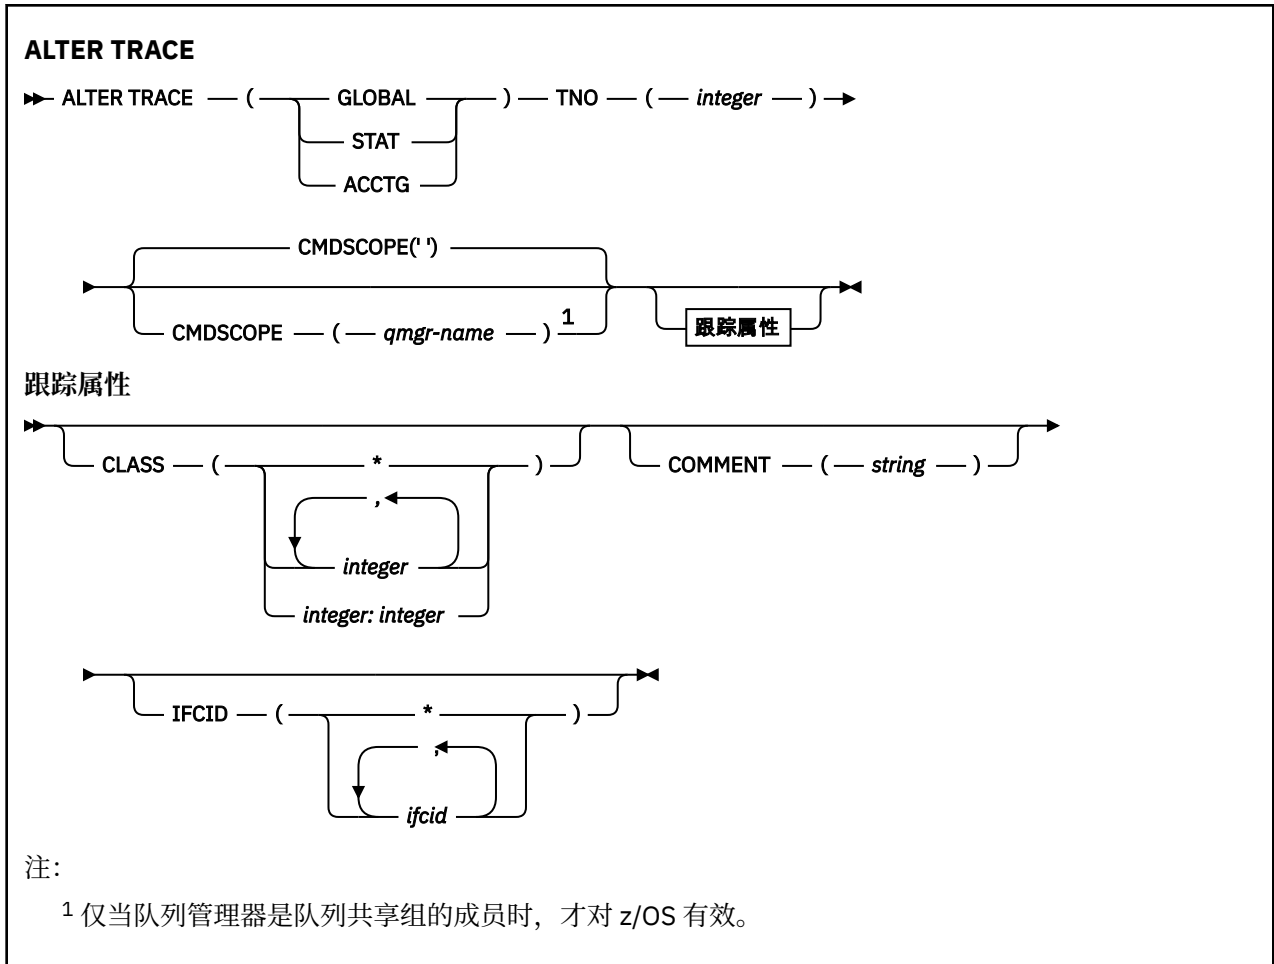 ALTER TRACE
ALTER TRACE ( GLOBAL ) TNO ( integer )
STAT
ACCTG
CMDSCOPE(' ')
CMDSCOPE ( qmgr-name ) 1
跟踪属性
跟踪属性
CLASS ( * ) COMMENT ( string )
,
integer
integer: integer
IFCID ( * )
,
ifcid
注：
1 仅当队列管理器是队列共享组的成员时，才对 z/OS 有效。